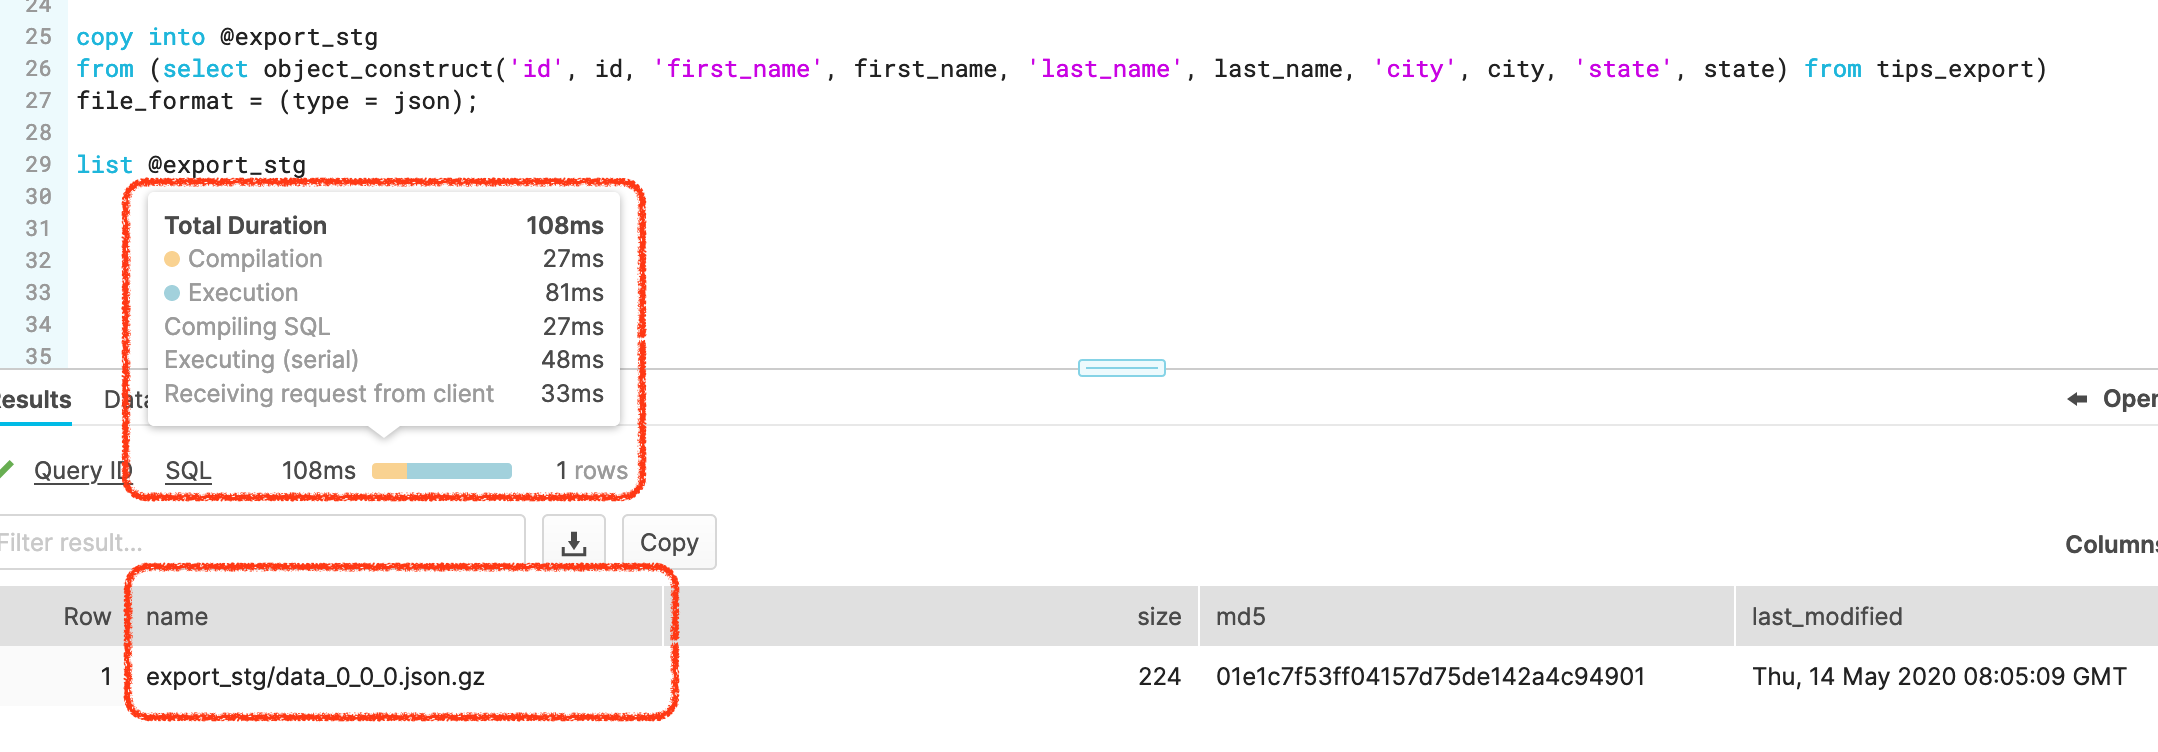 24
25 copy into @export_stg
26 from (select object_construct('id', id, 'first_name', first_name, 'last_name', last_name, 'city', city, 'state', state) from tips_export)
27 file_format = (type = json);
28
29 list @export_stg
30
31
32
33
34
35
Total Duration 108ms
Compilation 27ms
Execution 81ms
Compiling SQL 27ms
Executing (serial) 48ms
Receiving request from client 33ms
esults Data Oper
Query ID SQL 108ms 1 rows
Filter result... Copy Columns
Row name size md5 last_modified
1 export_stg/data_0_0_0.json.gz 224 01e1c7f53ff04157d75de142a4c94901 Thu, 14 May 2020 08:05:09 GMT